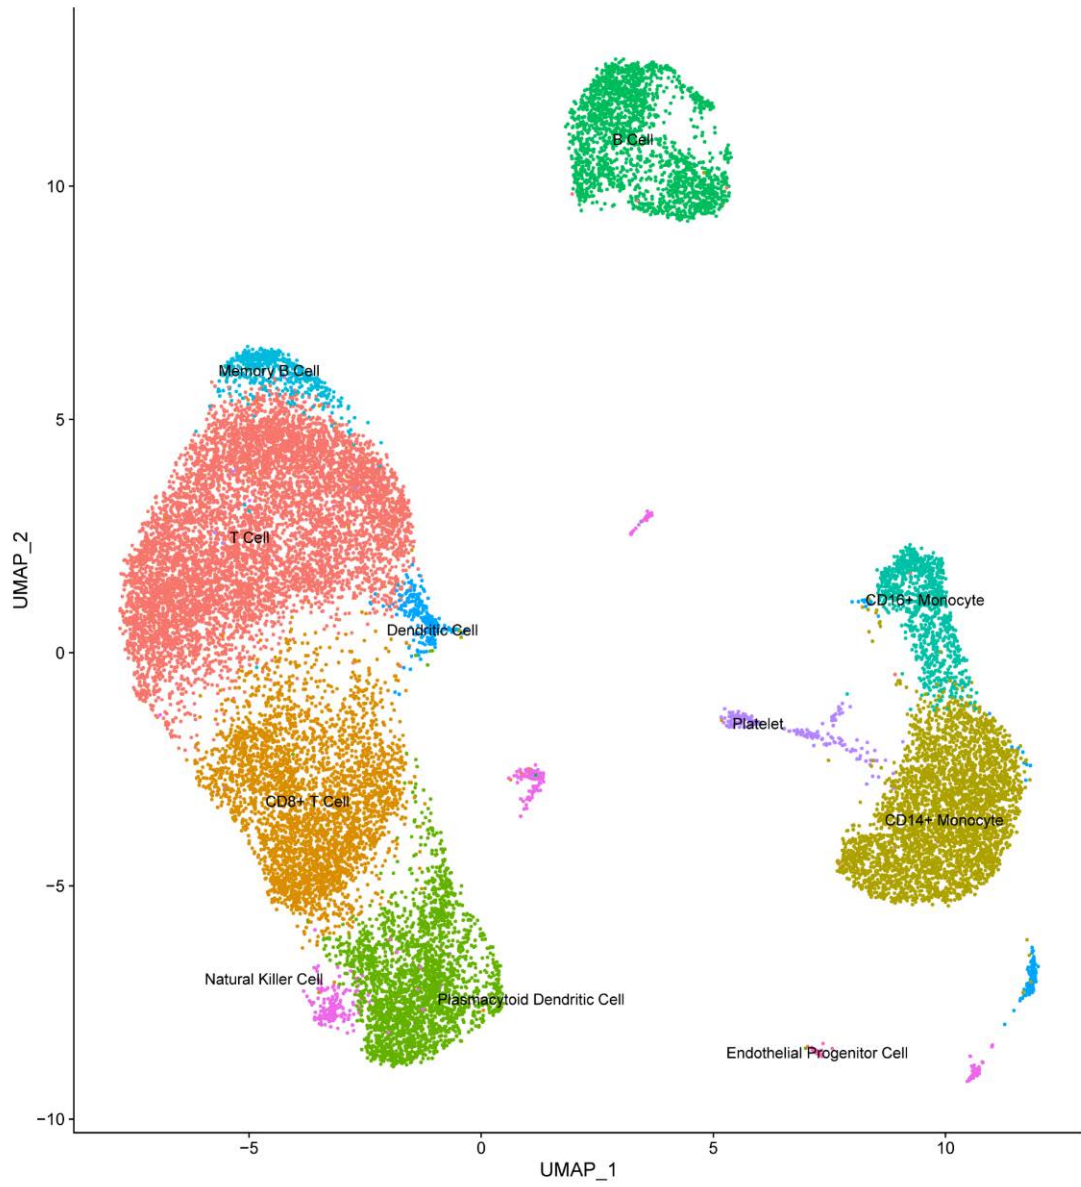 B Cell
10
Memory B Cell
5
T Cell
UMAP_2
CD16+ Monocyte
Dendritic Cell
0
Platelet
CD8+ T Cell
CD14+ Monocyte
−5
Natural Killer Cell
Plasmacytoid Dendritic Cell
Endothelial Progenitor Cell
−10
−5
0
5
10
UMAP_1